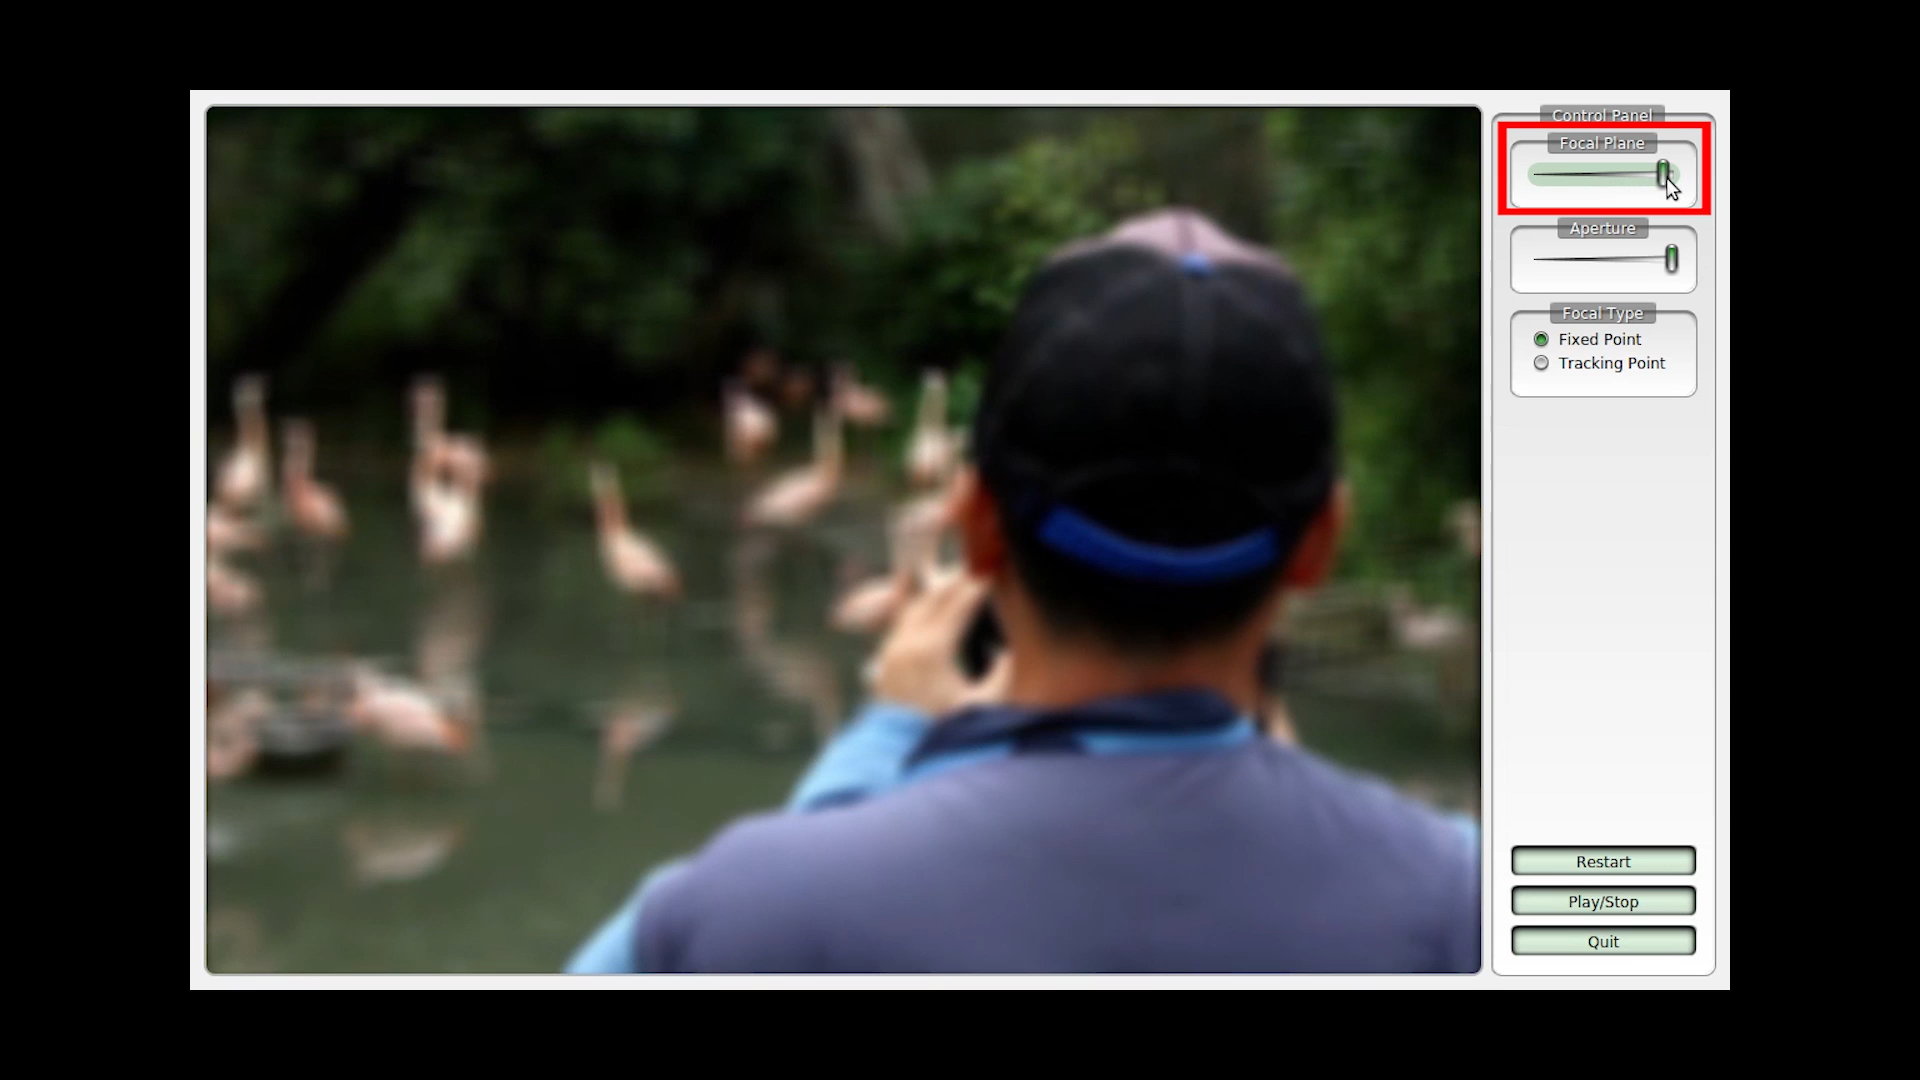 Control Panel
Focal Plane
Aperture
Focal Type
Fixed Point
Tracking Point
Restart
Play/Stop
Quit